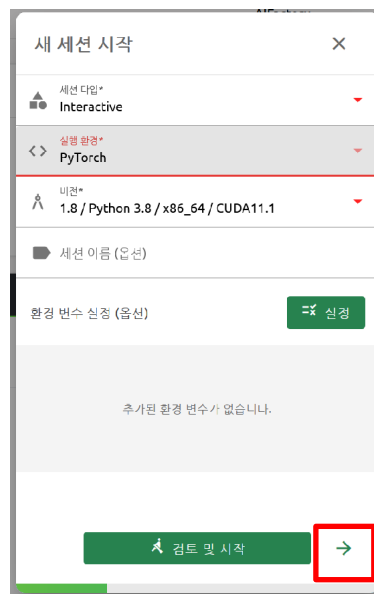 새 세션 시작
세션 타입*
Interactive
실행 환경*
PyTorch
버전*
1.8 / Python 3.8 / x86_64 / CUDA11.1
세션 이름 (옵션)
환경 변수 설정 (옵션)
설정
추가된 환경 변수가 없습니다.
검토 및 시작